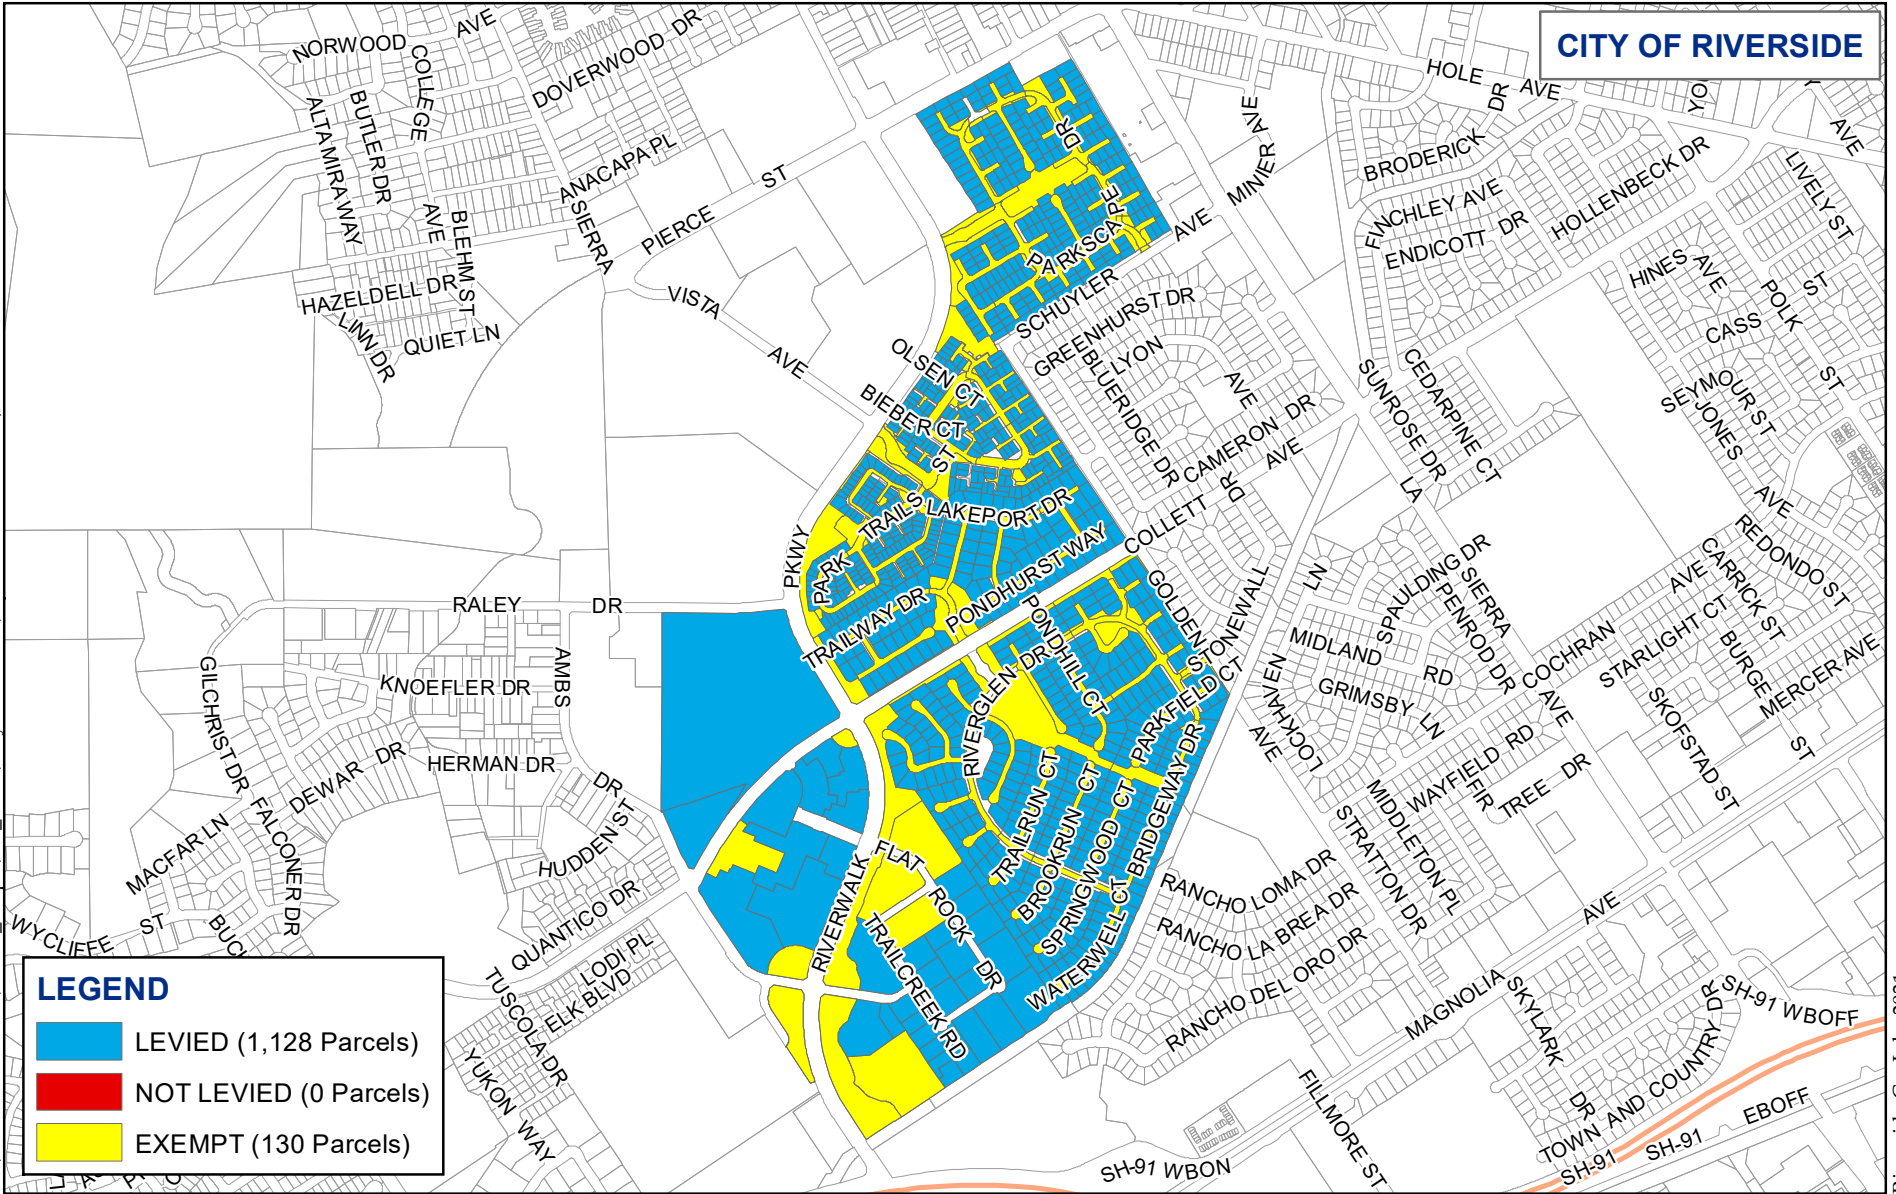 CITY OF RIVERSIDE
NORWOOD
AVE
COLLEGE
DOVERWOOD DR
ALTA MIRA WAY
BUTLER DR
AVE
BLEHM ST
ANACAPA PL
SIERRA
PIERCE
ST
HAZELDELL DR
LINN DR
QUIET LN
VISTA
AVE
HOLE
AVE
DR
MINIER AVE
BRODERICK
FINCHLEY AVE
ENDICOTT DR
HOLLENBECK DR
LIVELY ST
AVE
HINES
AVE
POLK
ST
CASS
ST
SEYMOUR ST
JONES
AVE
DR
PARKSCAPE
SCHUYLER
AVE
GREENHURST DR
LYON
AVE
BLUERIDGE DR
CAMERON DR
SUNROSE DR
CEDARPINE CT
OLSEN CT
BIEBER CT
ST
PARK
TRAILS
LAKEPORT DR
PONDHURST WAY
COLLETT
AVE
DR
LA
SIERRA
AVE
PKWY
RALEY
DR
TRAILWAY DR
GOLDEN
AVE
STONEWALL
LN
SPAULDING DR
PENROD DR
MIDLAND
RD
GRIMSBY LN
LOCKHAVEN
COCHRAN
AVE
REDONDO ST
CARRICK ST
STARLIGHT CT
BURGE
ST
MERCER AVE
SKOFSTAD ST
GILCHRIST DR
KNOEFLER DR
AMBS
DR
HERMAN DR
DEWAR DR
HUDDEN ST
MACFAR LN
FALCONER DR
QUANTICO DR
WYCLIFFE
ST
PONDHILL CT
RIVERGLEN DR
PARKFIELD CT
TRAILRUN CT
BROOKRUN CT
SPRINGWOOD CT
BRIDGEWAY DR
WATERWELL CT
WAYFIELD RD
FIR
TREE DR
MIDDLETON PL
STRATTON DR
RIVERWALK
FLAT
ROCK
DR
TRAILCREEK RD
RANCHO LOMA DR
RANCHO LA BREA DR
RANCHO DEL ORO DR
MAGNOLIA
AVE
SKYLARK
DR
TOWN AND COUNTRY DR
SH-91 WBOFF
LODI PL
ELK BLVD
TUSCOLA DR
YUKON WAY
FILLMORE ST
SH-91 WBON
SH-91
SH-91
EBOFF
LEGEND
LEVIED (1,128 Parcels)
NOT LEVIED (0 Parcels)
EXEMPT (130 Parcels)